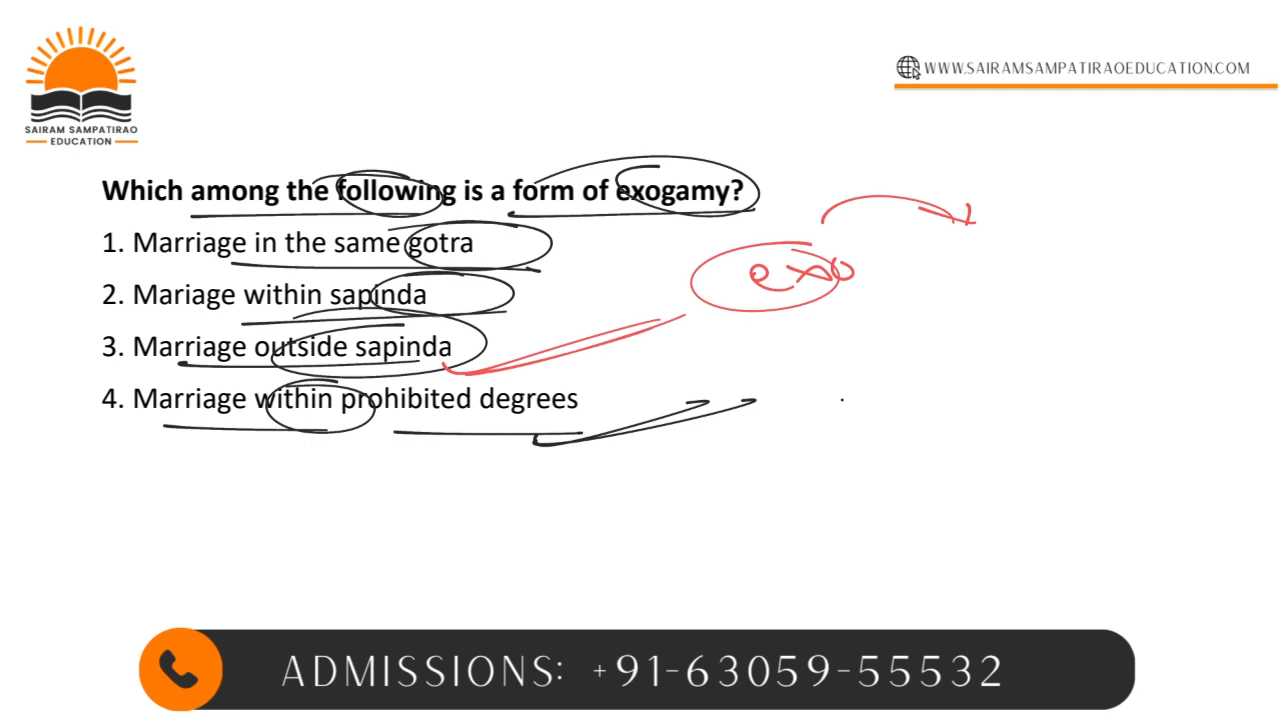 SAIRAM SAMPATIRAO
EDUCATION
WWW.SAIRAMSAMPATIRAOEDUCATION.COM
Which among the following is a form of exogamy?
1. Marriage in the same gotra
2. Mariage within sapinda
3. Marriage outside sapinda
4. Marriage within prohibited degrees
exo
ADMISSIONS: +91-63059-55532